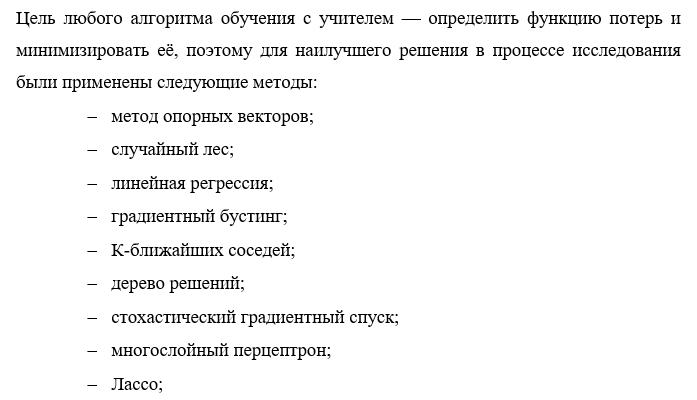 Цель любого алгоритма обучения с учителем — определить функцию потерь и
минимизировать её, поэтому для наилучшего решения в процессе исследования
были применены следующие методы:
– метод опорных векторов;
– случайный лес;
– линейная регрессия;
– градиентный бустинг;
– К-ближайших соседей;
– дерево решений;
– стохастический градиентный спуск;
– многослойный перцептрон;
– Лассо;